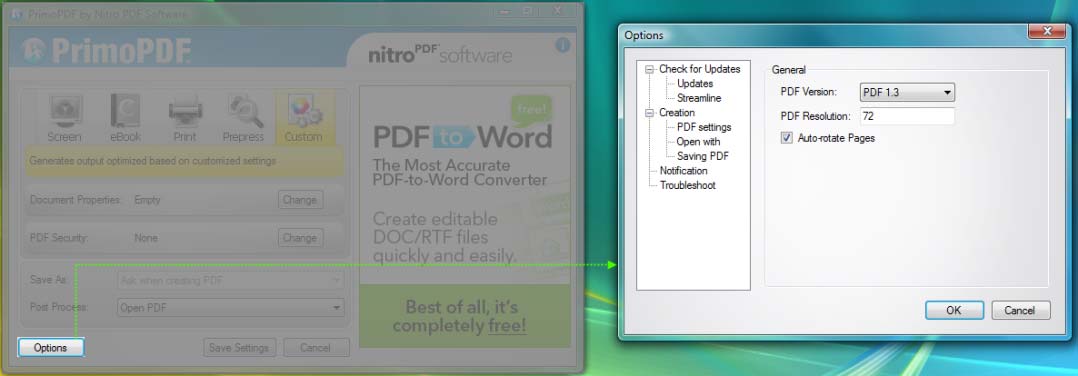 PrimoPDF by Nitro PDF Software
PrimoPDF
nitro PDF software
Screen
eBook
Print
Prepress
Custom
Generates output optimized based on customized settings
Document Properties: Empty Change
PDF Security: None Change
Save As: Ask when creating PDF
Post Process: Open PDF
Options Save Settings Cancel
free!
PDF to Word
The Most Accurate
PDF-to-Word Converter
Create editable
DOC/RTF files
quickly and easily.
Best of all, it's
completely free!
Options
Check for Updates
Updates
Streamline
Creation
PDF settings
Open with
Saving PDF
Notification
Troubleshoot
General
PDF Version: PDF 1.3
PDF Resolution: 72
Auto-rotate Pages
OK Cancel